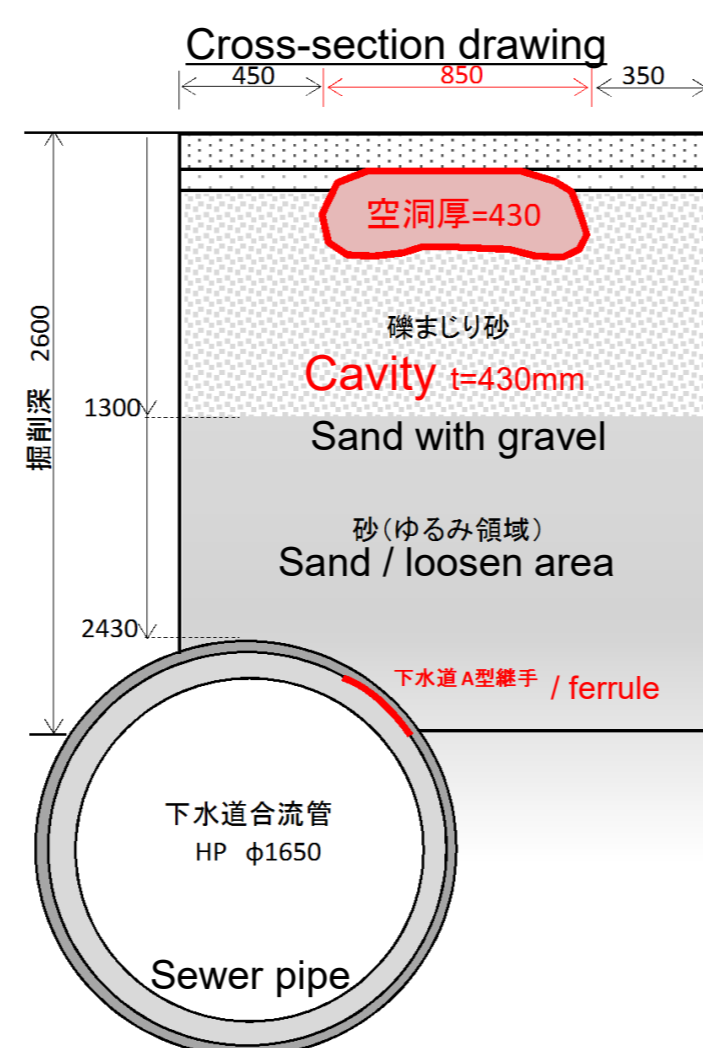 Cross-section drawing
450
850
350
空洞厚=430
礫まじり砂
Cavity t=430mm
1300
掘削深 2600
Sand with gravel
砂(ゆるみ領域)
Sand / loosen area
2430
下水道A型継手 / ferrule
下水道合流管
HP φ1650
Sewer pipe